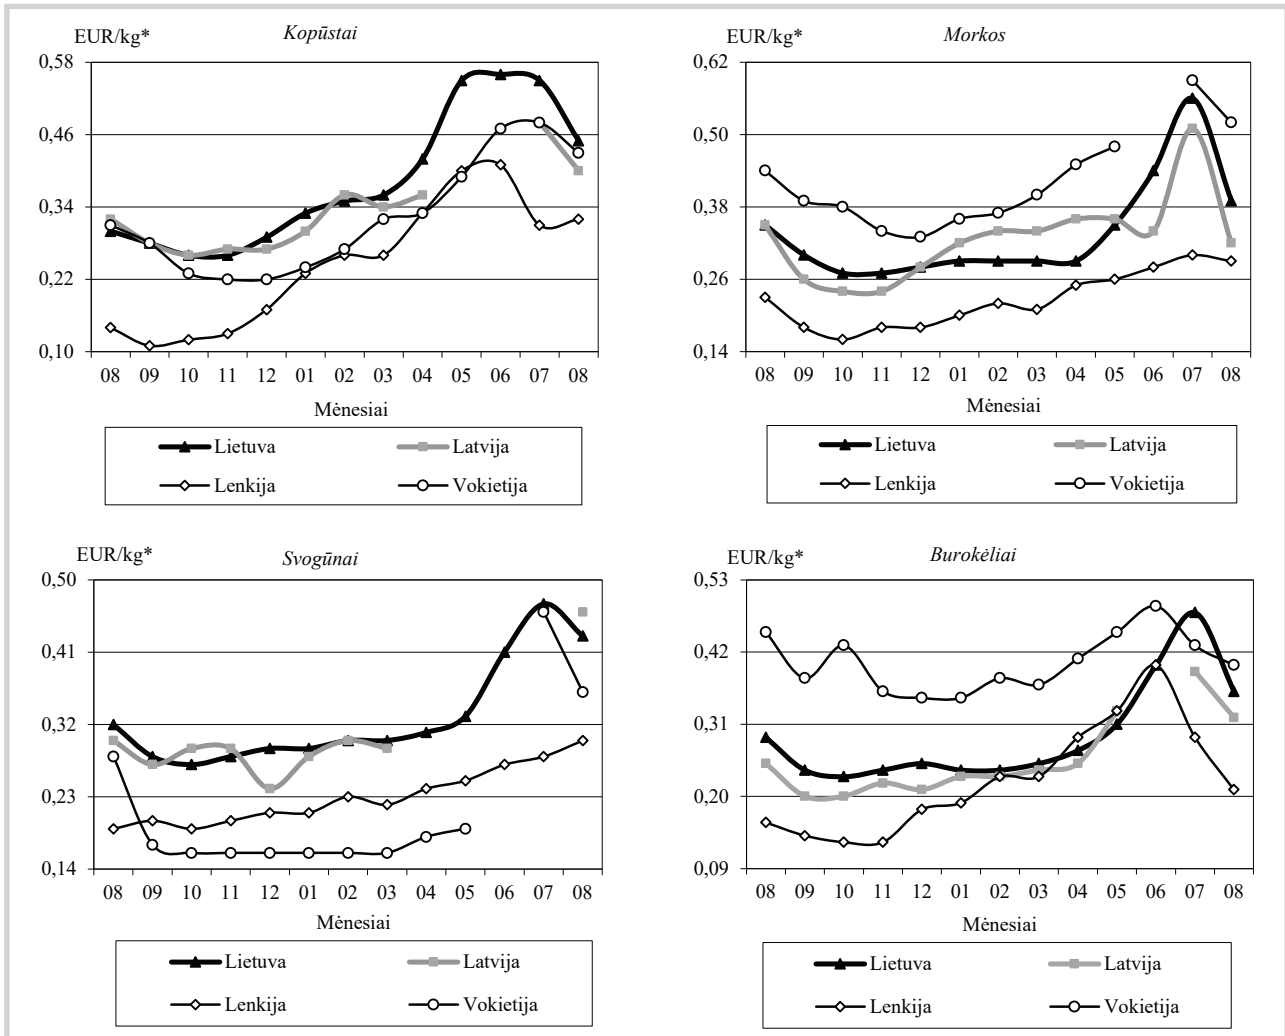 EUR/kg*
Kopūstai
0,58
0,46
0,34
0,22
0,10
08 09 10 11 12 01 02 03 04 05 06 07 08
Mėnesiai
Lietuva Latvija
Lenkija Vokietija
EUR/kg*
Morkos
0,62
0,50
0,38
0,26
0,14
08 09 10 11 12 01 02 03 04 05 06 07 08
Mėnesiai
Lietuva Latvija
Lenkija Vokietija
EUR/kg*
Svogūnai
0,50
0,41
0,32
0,23
0,14
08 09 10 11 12 01 02 03 04 05 06 07 08
Mėnesiai
Lietuva Latvija
Lenkija Vokietija
EUR/kg*
Burokėliai
0,53
0,42
0,31
0,20
0,09
08 09 10 11 12 01 02 03 04 05 06 07 08
Mėnesiai
Lietuva Latvija
Lenkija Vokietija